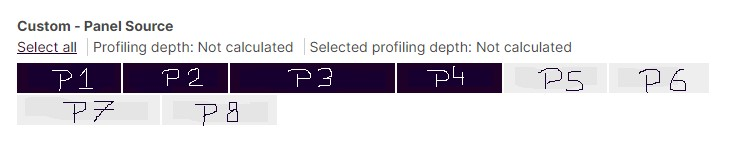 Custom - Panel Source
Select all Profiling depth: Not calculated Selected profiling depth: Not calculated
P1 P2 P3 P4 P5 P6
P7 P8